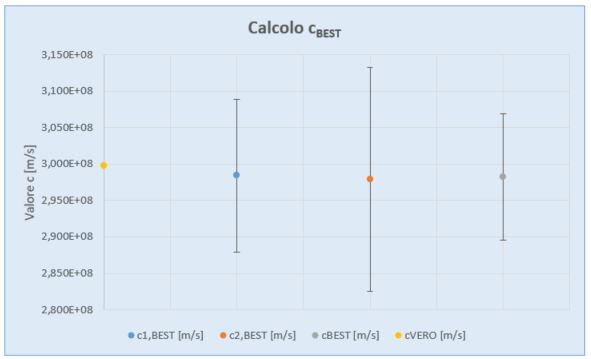 Calcolo cBEST
Valore c [m/s]
3,150E+08
3,100E+08
3,050E+08
3,000E+08
2,950E+08
2,900E+08
2,850E+08
2,800E+08
c1,BEST [m/s] c2,BEST [m/s] cBEST [m/s] cVERO [m/s]